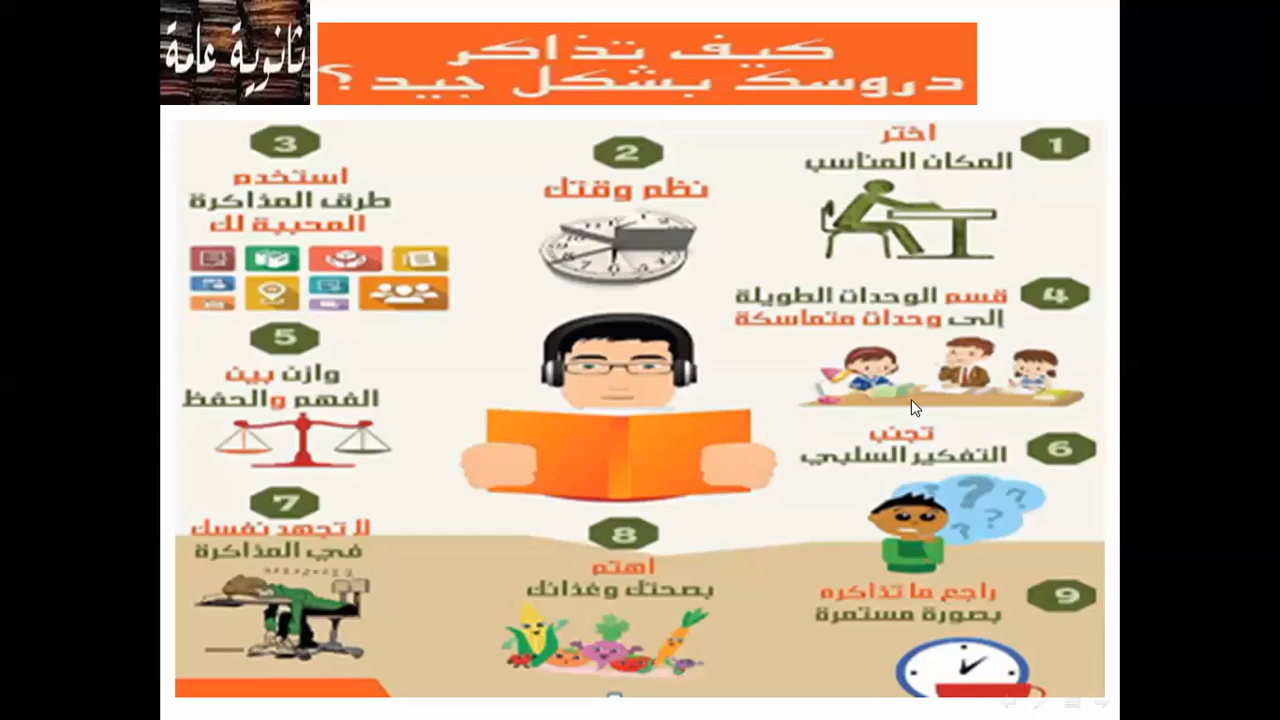 ثانوية عامة
كيف تذاكر
دروسك بشكل جيد؟
1
اختر
المكان المناسب
2
نظم وقتك
3
استخدم
طرق المذاكرة
المحببة لك
4
قسم الوحدات الطويلة
إلى وحدات متماسكة
5
وازن بين
الفهم والحفظ
6
تجنب
التفكير السلبي
7
لا تجهد نفسك
في المذاكرة
8
اهتم
بصحتك وغذائك
9
راجع ما تذاكره
بصورة مستمرة